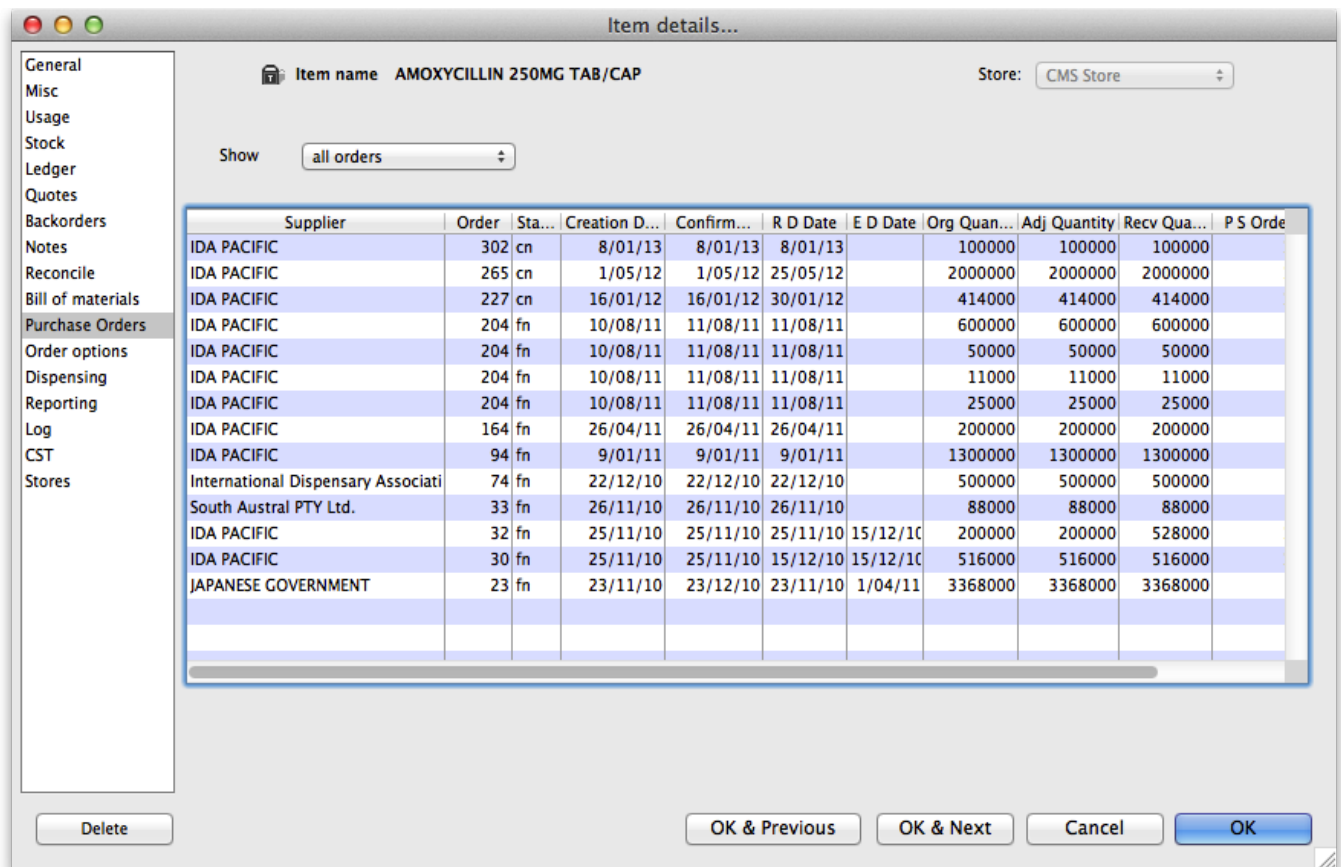 Item details...
General
Misc
Usage
Stock
Ledger
Quotes
Backorders
Notes
Reconcile
Bill of materials
Purchase Orders
Order options
Dispensing
Reporting
Log
CST
Stores
Item name AMOXYCILLIN 250MG TAB/CAP
Store: CMS Store
Show all orders
Supplier Order Sta... Creation D... Confirm... R D Date E D Date Org Quan... Adj Quantity Recv Qua... P S Orde
IDA PACIFIC 302 cn 8/01/13 8/01/13 8/01/13 100000 100000 100000
IDA PACIFIC 265 cn 1/05/12 1/05/12 25/05/12 2000000 2000000 2000000
IDA PACIFIC 227 cn 16/01/12 16/01/12 30/01/12 414000 414000 414000
IDA PACIFIC 204 fn 10/08/11 11/08/11 11/08/11 600000 600000 600000
IDA PACIFIC 204 fn 10/08/11 11/08/11 11/08/11 50000 50000 50000
IDA PACIFIC 204 fn 10/08/11 11/08/11 11/08/11 11000 11000 11000
IDA PACIFIC 204 fn 10/08/11 11/08/11 11/08/11 25000 25000 25000
IDA PACIFIC 164 fn 26/04/11 26/04/11 26/04/11 200000 200000 200000
IDA PACIFIC 94 fn 9/01/11 9/01/11 9/01/11 1300000 1300000 1300000
International Dispensary Associati 74 fn 22/12/10 22/12/10 22/12/10 500000 500000 500000
South Austral PTY Ltd. 33 fn 26/11/10 26/11/10 26/11/10 88000 88000 88000
IDA PACIFIC 32 fn 25/11/10 25/11/10 25/11/10 15/12/10 200000 200000 528000
IDA PACIFIC 30 fn 25/11/10 25/11/10 15/12/10 15/12/10 516000 516000 516000
JAPANESE GOVERNMENT 23 fn 23/11/10 23/12/10 23/11/10 1/04/11 3368000 3368000 3368000
Delete
OK & Previous
OK & Next
Cancel
OK